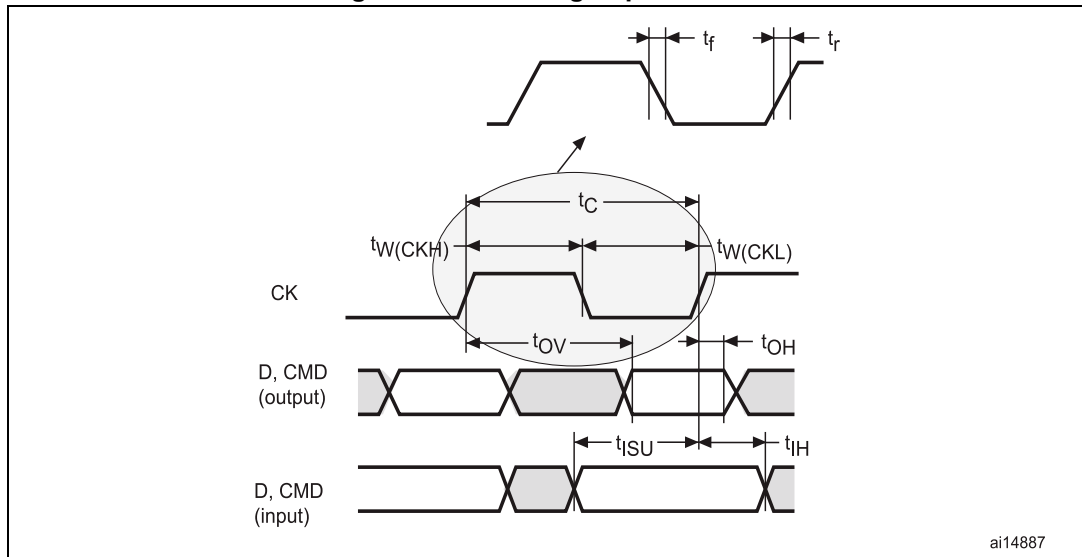 tf
tr
tC
tW(CKH)
tW(CKL)
CK
tOV
tOH
D, CMD
(output)
tISU
tIH
D, CMD
(input)
ai14887